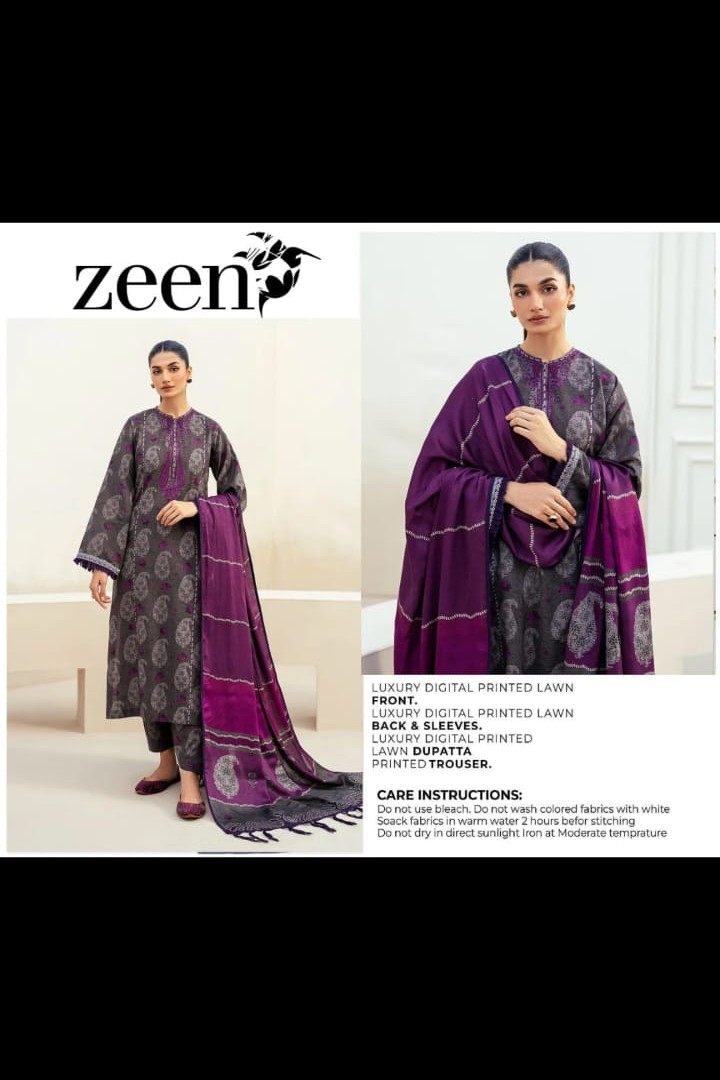 zeen
LUXURY DIGITAL PRINTED LAWN
FRONT.
LUXURY DIGITAL PRINTED LAWN
BACK & SLEEVES.
LUXURY DIGITAL PRINTED
LAWN DUPATTA
PRINTED TROUSER.
CARE INSTRUCTIONS:
Do not use bleach. Do not wash colored fabrics with white
Soack fabrics in warm water 2 hours befor stitching
Do not dry in direct sunlight Iron at Moderate temprature